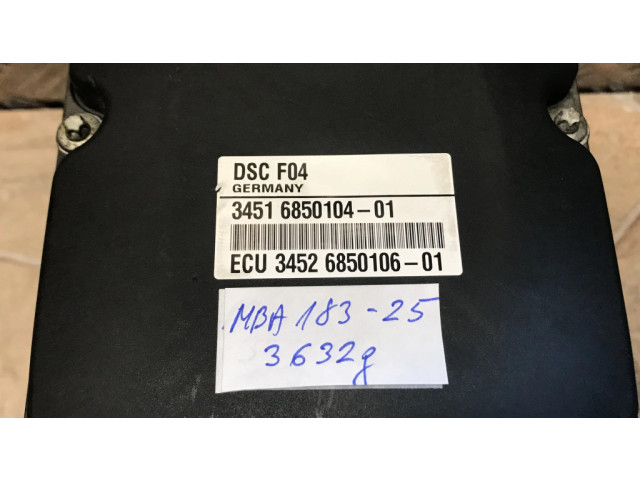 DSC F04
GERMANY
3451 6850104-01
ECU 3452 6850106-01
MBA 183-25
3632g